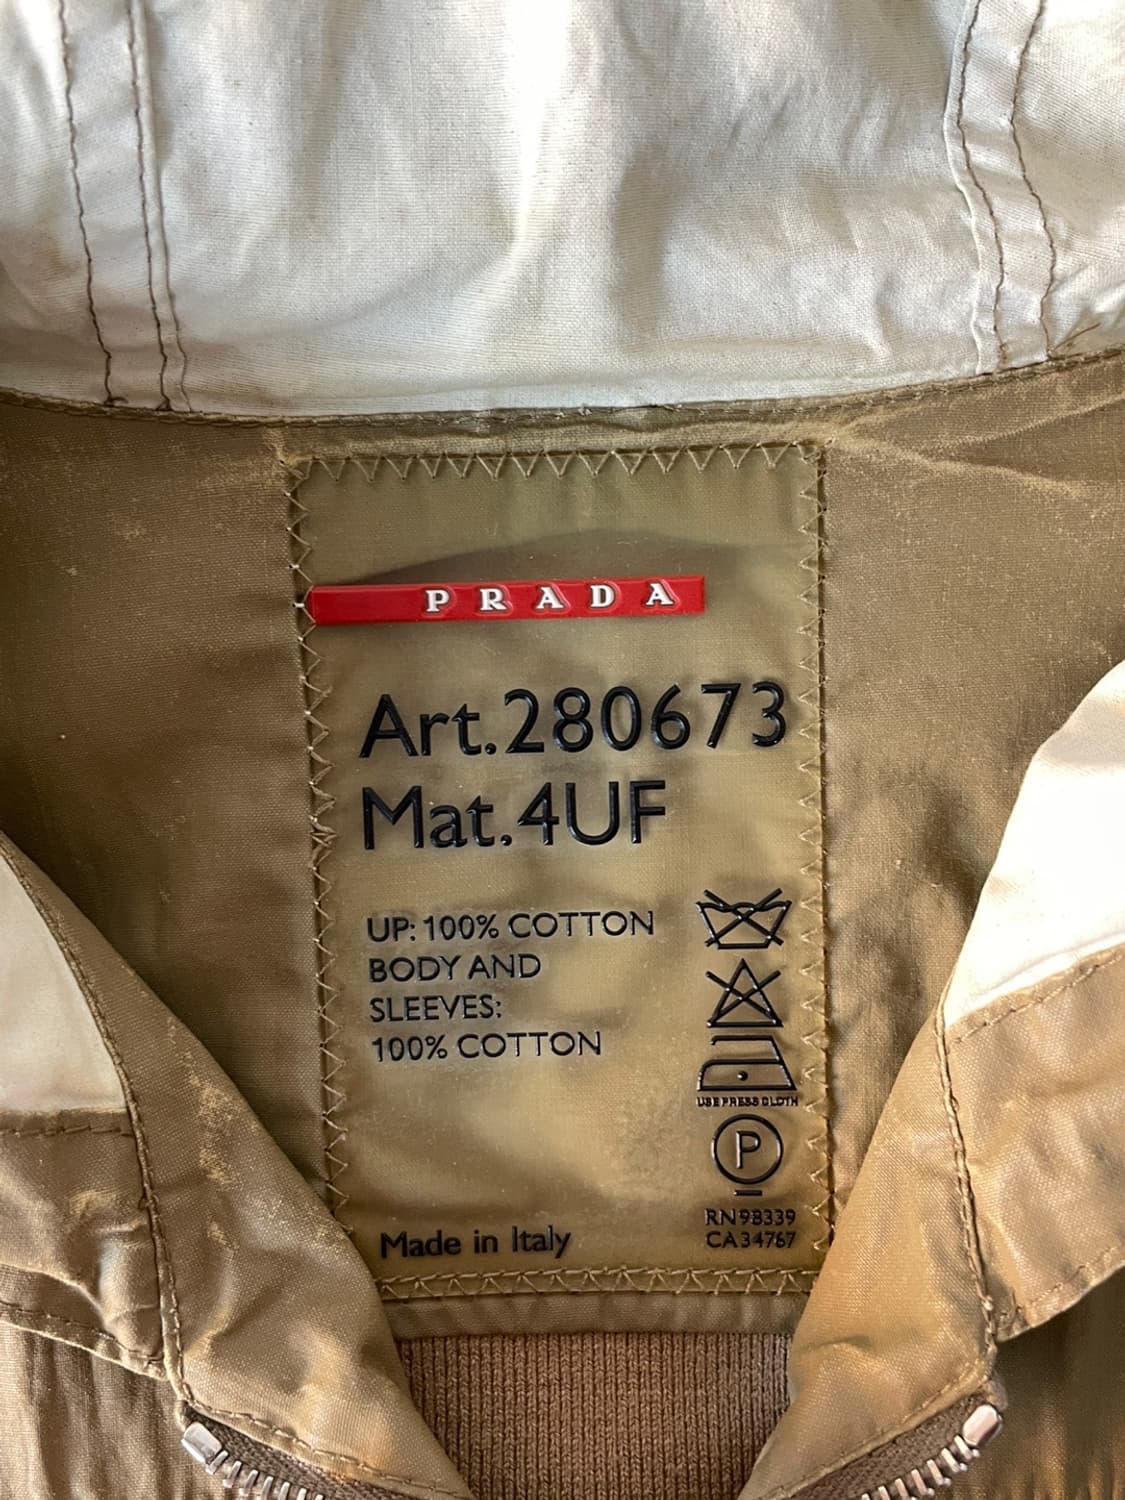 PRADA
Art.280673
Mat.4UF
UP: 100% COTTON
BODY AND
SLEEVES:
100% COTTON
USE PRESS CLOTH
P
RN98339
CA34767
Made in Italy